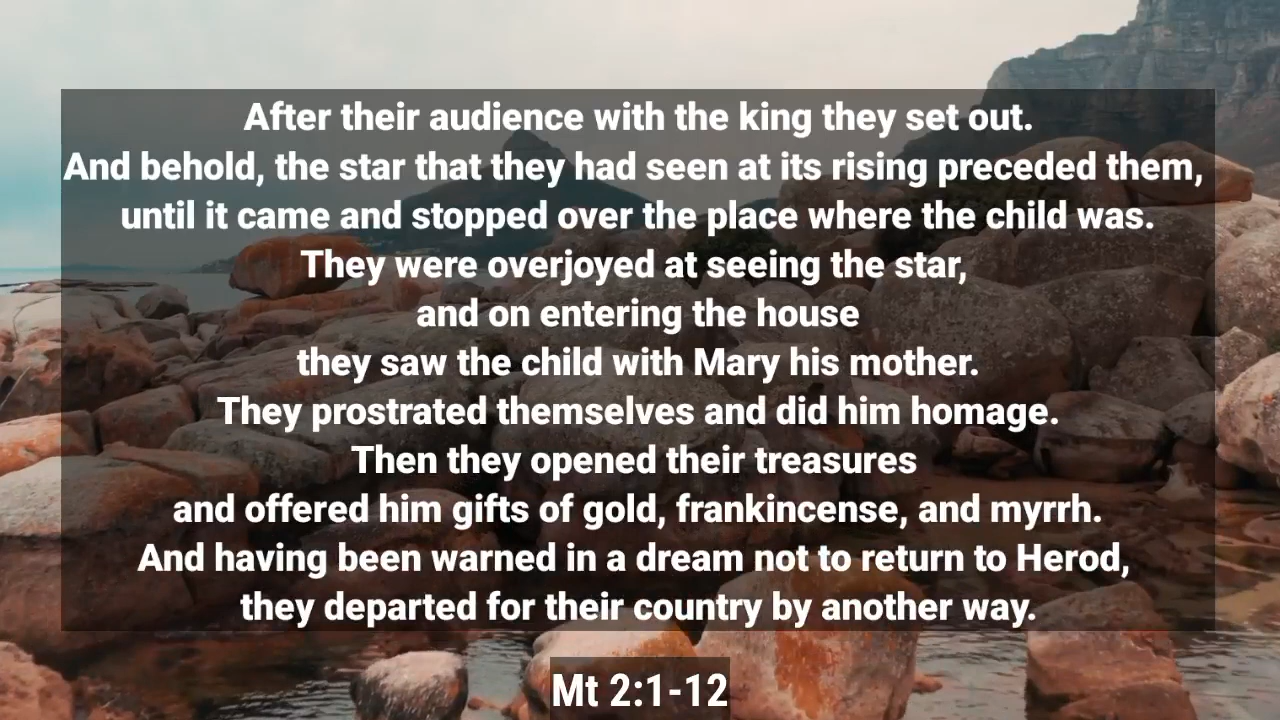 After their audience with the king they set out.
And behold, the star that they had seen at its rising preceded them,
until it came and stopped over the place where the child was.
They were overjoyed at seeing the star,
and on entering the house
they saw the child with Mary his mother.
They prostrated themselves and did him homage.
Then they opened their treasures
and offered him gifts of gold, frankincense, and myrrh.
And having been warned in a dream not to return to Herod,
they departed for their country by another way.
Mt 2:1-12